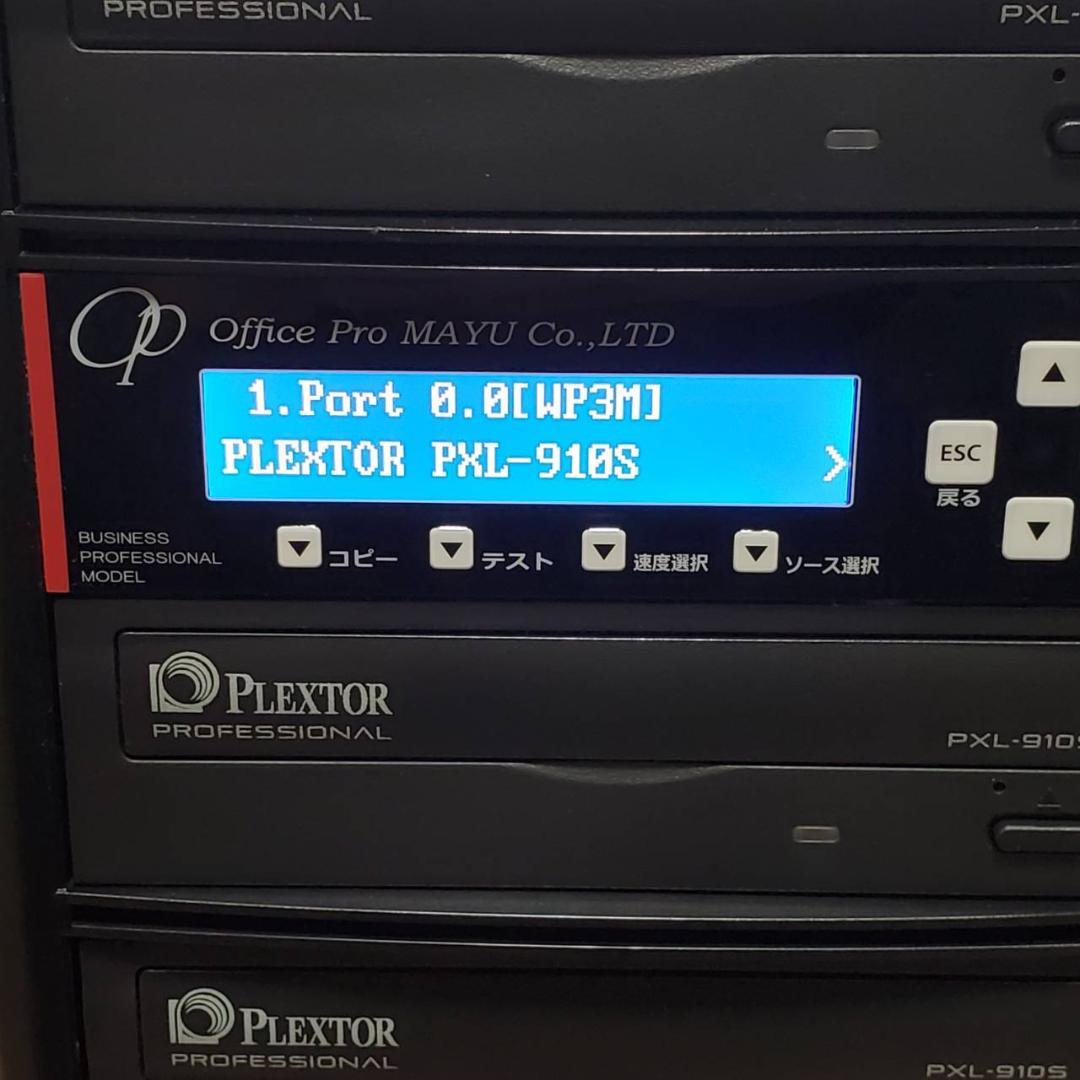 PROFESSIONAL
PXL-
OP
Office Pro MAYU Co.,LTD
1.Port 0.0[WP3M]
PLEXTOR PXL-910S >
ESC
戻る
BUSINESS
PROFESSIONAL
MODEL
コピー
テスト
速度選択
ソース選択
PLEXTOR
PROFESSIONAL
PXL-910S
PLEXTOR
PROFESSIONAL
PXL-910S